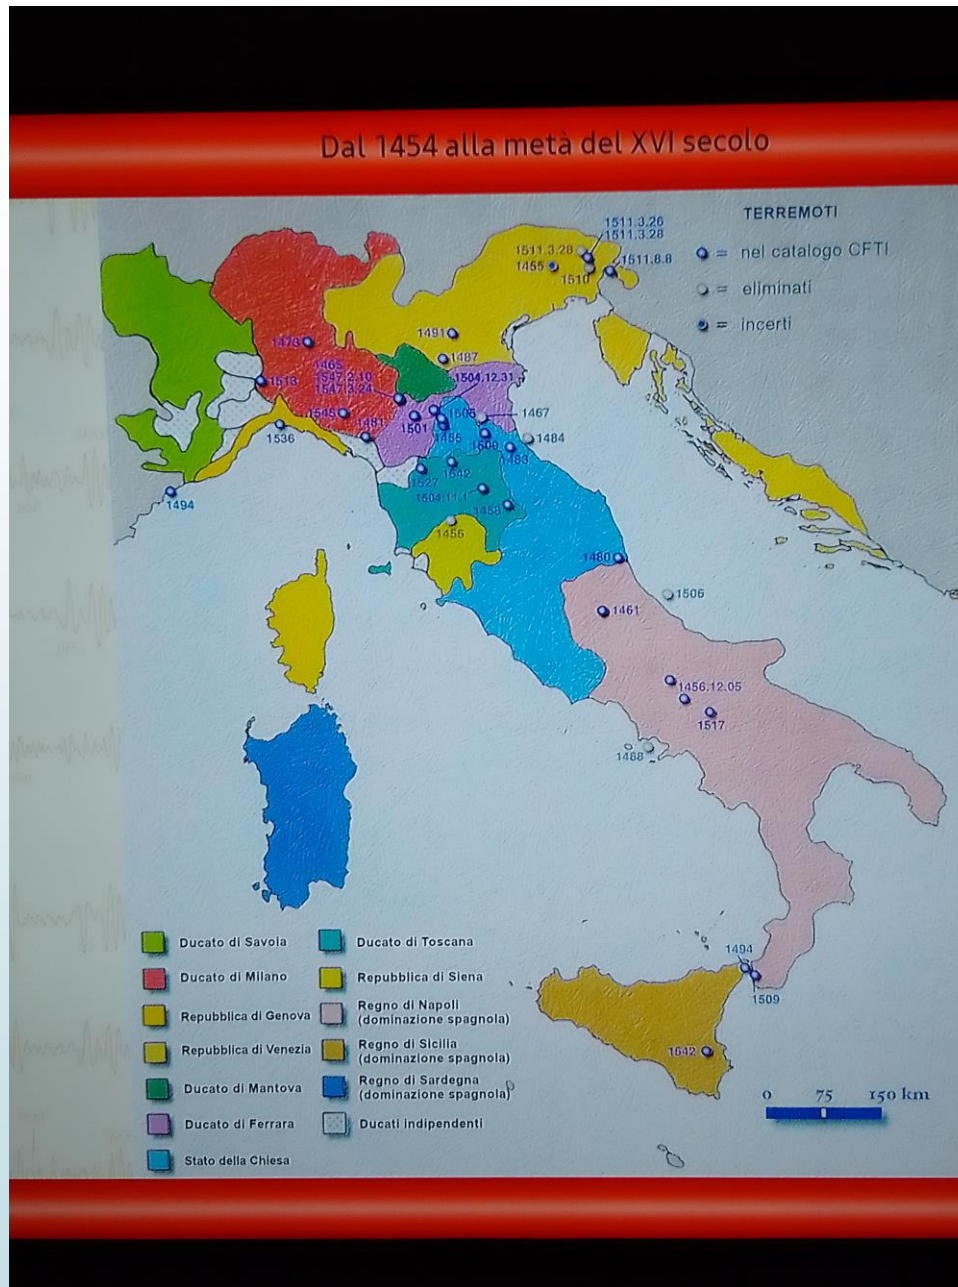 Dal 1454 alla metà del XVI secolo
TERREMOTI
= nel catalogo CFTI
= eliminati
= incerti
1511.3.26
1511.3.28
1511.3.28
1511.8.8
1455
1510
1491
1487
1473
1465
1547.2.10
1547.3.24
1504.12.31
1513
1545
1481
1501
1505
1455
1467
1536
1509
1484
1483
1542
1527
1504.11.1
1494
1458
1480
1506
1461
1456.12.05
1517
1488
Ducato di Savoia
Ducato di Milano
Repubblica di Genova
Repubblica di Venezia
Ducato di Mantova
Ducato di Ferrara
Stato della Chiesa
Ducato di Toscana
Repubblica di Siena
Regno di Napoli
(dominazione spagnola)
Regno di Sicilia
(dominazione spagnola)
Regno di Sardegna
(dominazione spagnola)
Ducati indipendenti
1494
1509
1542
0 75 150 km